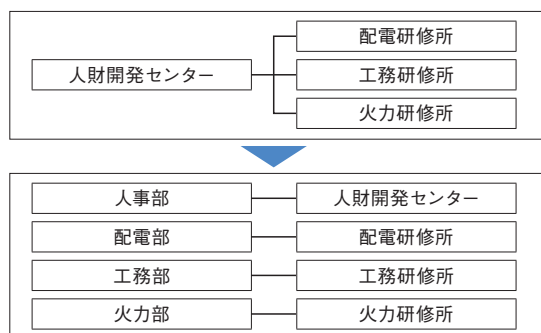 配電研修所
人財開発センター
工務研修所
火力研修所
人事部
人財開発センター
配電部
配電研修所
工務部
工務研修所
火力部
火力研修所